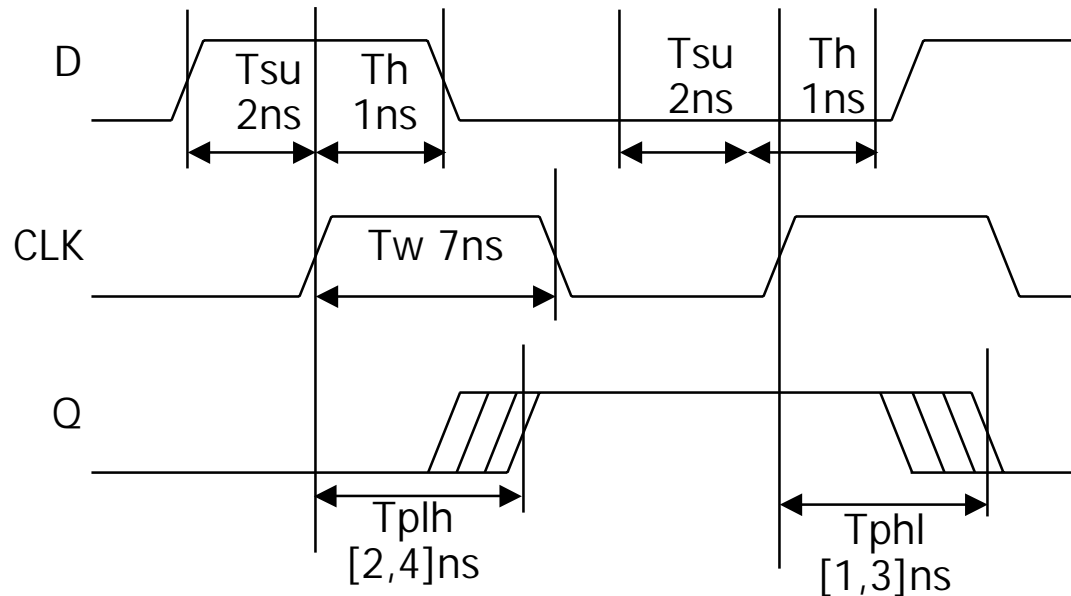 D
Tsu
2ns
Th
1ns
Tsu
2ns
Th
1ns
CLK
Tw 7ns
Q
Tplh
[2,4]ns
Tphl
[1,3]ns